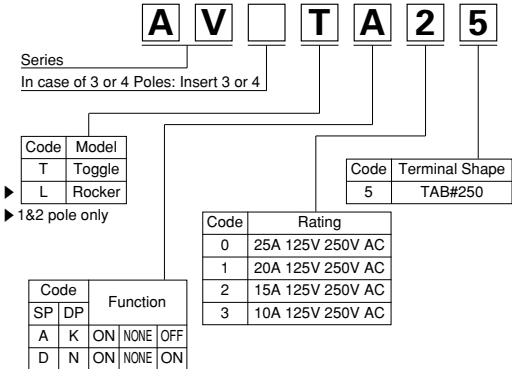 A V T A 2 5
Series
In case of 3 or 4 Poles: Insert 3 or 4
Code Model
T Toggle
▶ L Rocker
▶ 1&2 pole only
Code Terminal Shape
5 TAB#250
Code Rating
0 25A 125V 250V AC
1 20A 125V 250V AC
2 15A 125V 250V AC
3 10A 125V 250V AC
Code Function
SP DP
A K ON NONE OFF
D N ON NONE ON